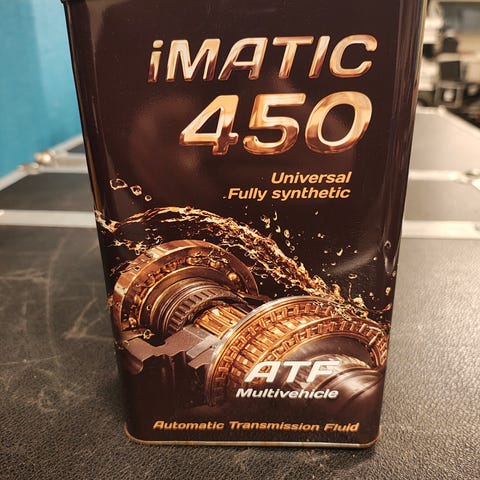 iMATIC
450
Universal
Fully synthetic
ATF
Multivehicle
Automatic Transmission Fluid